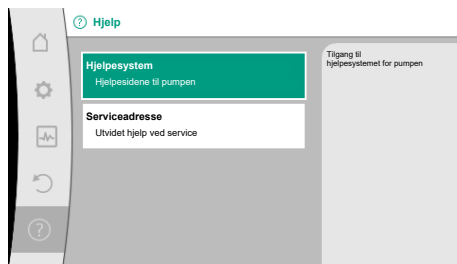 Hjelp
Hjelpesystem
Hjelpesidene til pumpen
Serviceadresse
Utvidet hjelp ved service
Tilgang til
hjelpesystemet for pumpen